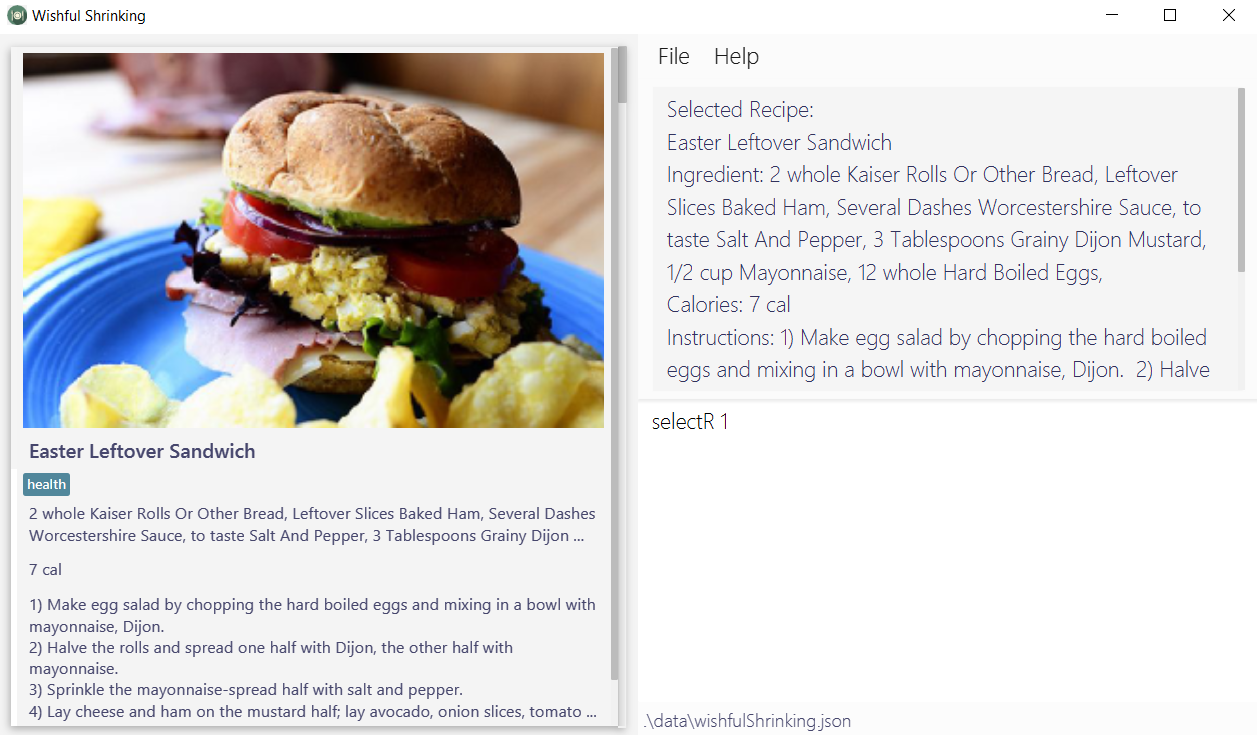 Wishful Shrinking
Easter Leftover Sandwich
health
2 whole Kaiser Rolls Or Other Bread, Leftover Slices Baked Ham, Several Dashes
Worcestershire Sauce, to taste Salt And Pepper, 3 Tablespoons Grainy Dijon ...
7 cal
1) Make egg salad by chopping the hard boiled eggs and mixing in a bowl with
mayonnaise, Dijon.
2) Halve the rolls and spread one half with Dijon, the other half with
mayonnaise.
3) Sprinkle the mayonnaise-spread half with salt and pepper.
4) Lay cheese and ham on the mustard half; lay avocado, onion slices, tomato ...
File Help
Selected Recipe:
Easter Leftover Sandwich
Ingredient: 2 whole Kaiser Rolls Or Other Bread, Leftover
Slices Baked Ham, Several Dashes Worcestershire Sauce, to
taste Salt And Pepper, 3 Tablespoons Grainy Dijon Mustard,
1/2 cup Mayonnaise, 12 whole Hard Boiled Eggs,
Calories: 7 cal
Instructions: 1) Make egg salad by chopping the hard boiled
eggs and mixing in a bowl with mayonnaise, Dijon.  2) Halve
selectR 1
.\data\wishfulShrinking.json